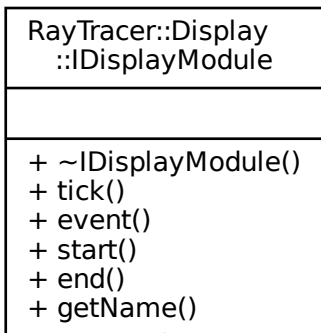 RayTracer::Display
::IDisplayModule
+ ~IDisplayModule()
+ tick()
+ event()
+ start()
+ end()
+ getName()